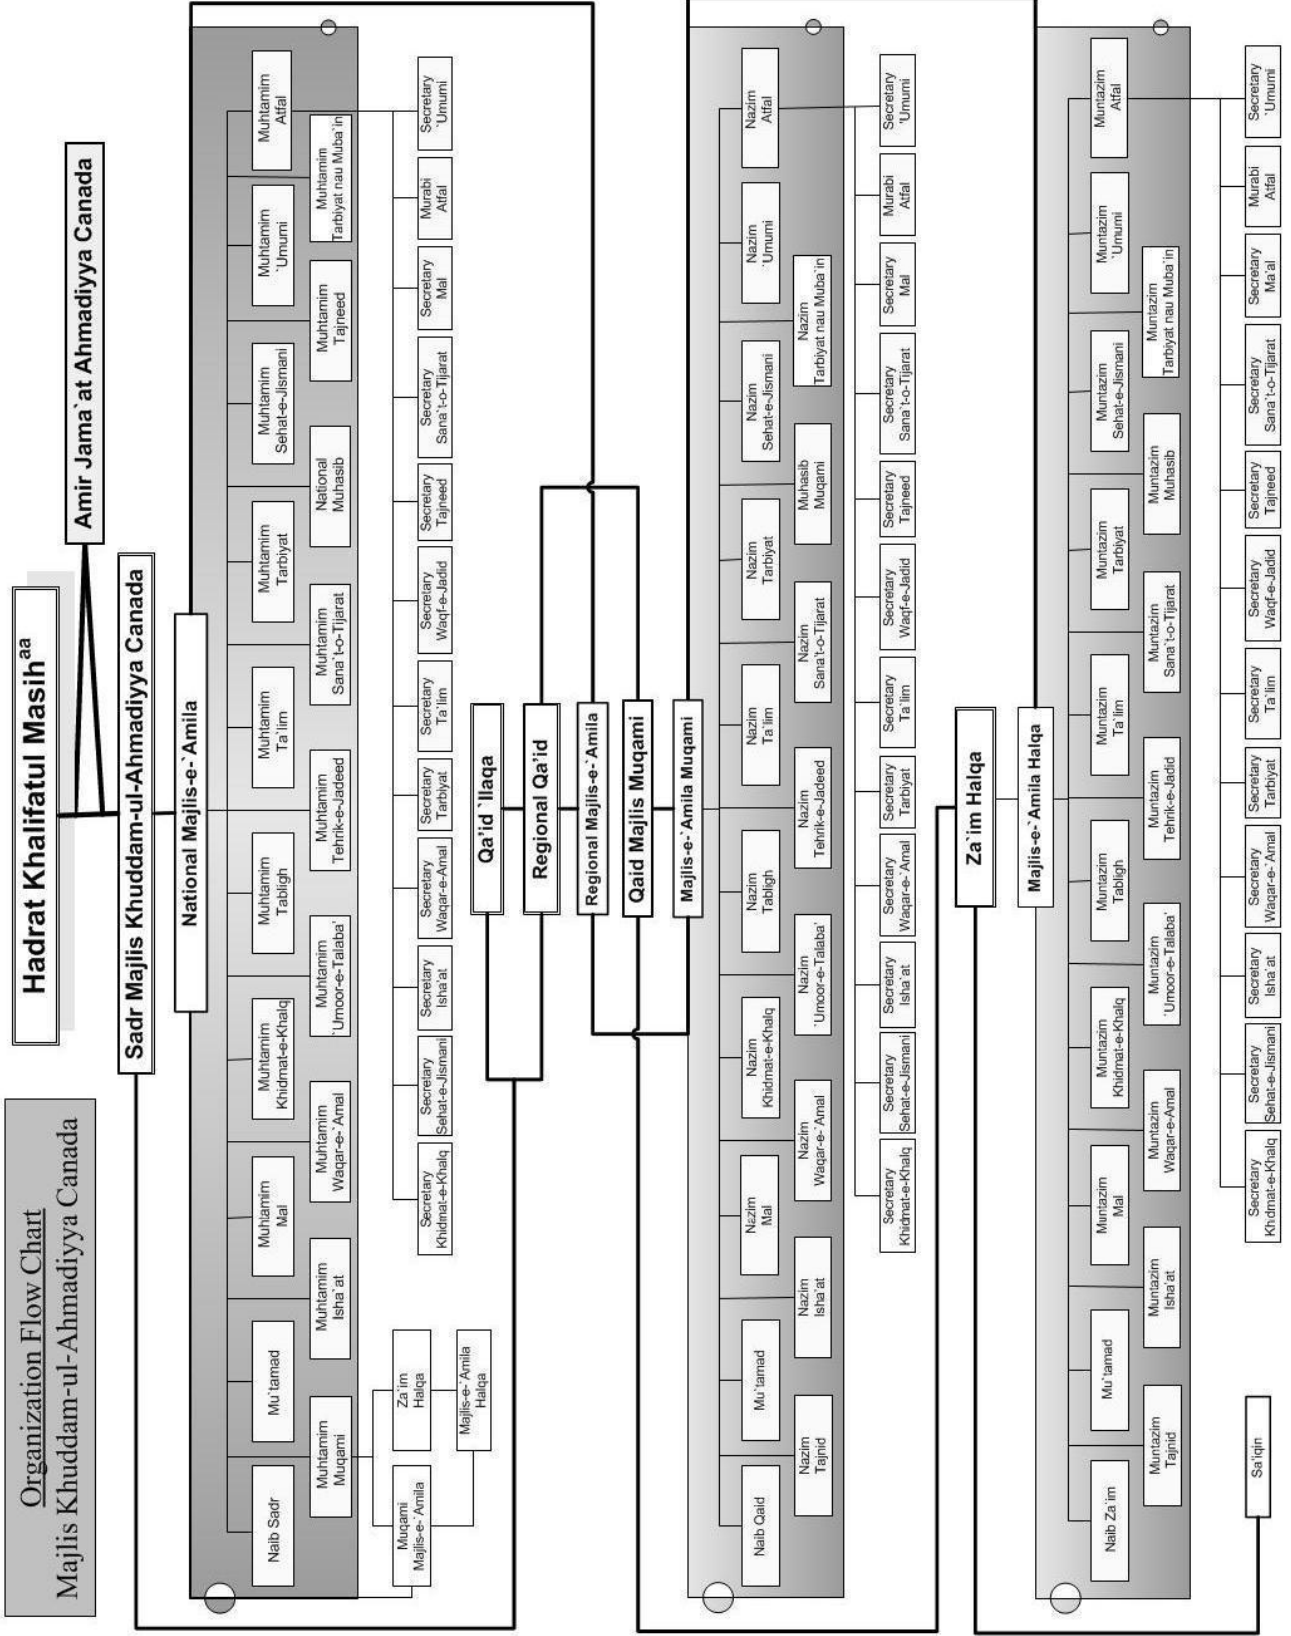 Organization Flow Chart
Majlis Khuddam-ul-Ahmadiyya Canada
Hadrat Khalifatul Masihaa
Amir Jama`at Ahmadiyya Canada
Sadr Majlis Khuddam-ul-Ahmadiyya Canada
National Majlis-e-`Amila
Naib Sadr
Mu`tamad
Muhtamim
Mal
Muhtamim
Khidmat-e-Khalq
Muhtamim
Tabligh
Muhtamim
Ta`lim
Muhtamim
Tarbiyat
Muhtamim
Sehat-e-Jismani
Muhtamim
`Umumi
Muhtamim
Atfal
Muhtamim
Muqami
Muhtamim
Isha`at
Muhtamim
Waqar-e-`Amal
Muhtamim
`Umoor-e-Talaba'
Muhtamim
Tehrik-e-Jadeed
Muhtamim
Sana`t-o-Tijarat
National
Muhasib
Muhtamim
Tajneed
Muhtamim
Tarbiyat nau Muba`in
Muqami
Majlis-e-`Amila
Za`im
Halqa
Majlis-e-`Amila
Halqa
Secretary
Khidmat-e-Khalq
Secretary
Sehat-e-Jismani
Secretary
Isha'at
Secretary
Waqar-e-Amal
Secretary
Tarbiyat
Secretary
Ta`lim
Secretary
Waqf-e-Jadid
Secretary
Tajneed
Secretary
Sana`t-o-Tijarat
Secretary
Mal
Murabi
Atfal
Secretary
`Umumi
Qa'id `Ilaqa
Regional Qa'id
Regional Majlis-e-`Amila
Qaid Majlis Muqami
Majlis-e-`Amila Muqami
Naib Qaid
Mu`tamad
Nazim
Mal
Nazim
Khidmat-e-Khalq
Nazim
Tabligh
Nazim
Ta`lim
Nazim
Tarbiyat
Nazim
Sehat-e-Jismani
Nazim
`Umumi
Nazim
Atfal
Nazim
Tajnid
Nazim
Isha`at
Nazim
Waqar-e-`Amal
Nazim
`Umoor-e-Talaba'
Nazim
Tehrik-e-Jadeed
Nazim
Sana`t-o-Tijarat
Muhasib
Muqami
Nazim
Tarbiyat nau Muba`in
Secretary
Khidmat-e-Khalq
Secretary
Sehat-e-Jismani
Secretary
Isha`at
Secretary
Waqar-e-`Amal
Secretary
Tarbiyat
Secretary
Ta`lim
Secretary
Waqf-e-Jadid
Secretary
Tajneed
Secretary
Sana`t-o-Tijarat
Secretary
Mal
Murabi
Atfal
Secretary
`Umumi
Za`im Halqa
Majlis-e-`Amila Halqa
Naib Za`im
Mu`tamad
Muntazim
Mal
Muntazim
Khidmat-e-Khalq
Muntazim
Tabligh
Muntazim
Ta`lim
Muntazim
Tarbiyat
Muntazim
Sehat-e-Jismani
Muntazim
`Umumi
Muntazim
Atfal
Muntazim
Tajnid
Muntazim
Isha`at
Muntazim
Waqar-e-Amal
Muntazim
`Umoor-e-Talaba'
Muntazim
Tehrik-e-Jadid
Muntazim
Sana`t-o-Tijarat
Muntazim
Muhasib
Muntazim
Tarbiyat nau Muba`in
Sa'iqin
Secretary
Khdmat-e-Khalq
Secretary
Sehat-e-Jismani
Secretary
Isha`at
Secretary
Waqar-e-`Amal
Secretary
Tarbiyat
Secretary
Ta`lim
Secretary
Waqf-e-Jadid
Secretary
Tajneed
Secretary
Sana`t-o-Tijarat
Secretary
Ma'al
Murabi
Atfal
Secretary
`Umumi